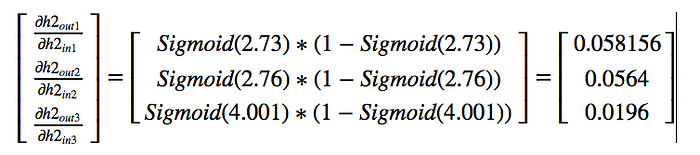 ∂h2out1/∂h2in1 = Sigmoid(2.73) ∗ (1 − Sigmoid(2.73)) = 0.058156
∂h2out2/∂h2in2 = Sigmoid(2.76) ∗ (1 − Sigmoid(2.76)) = 0.0564
∂h2out3/∂h2in3 = Sigmoid(4.001) ∗ (1 − Sigmoid(4.001)) = 0.0196